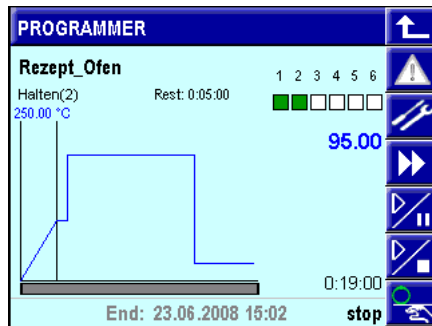 PROGRAMMER
Rezept_Ofen
1 2 3 4 5 6
Halten(2) Rest: 0:05:00
250.00 °C
95.00
0:19:00
End: 23.06.2008 15:02 stop